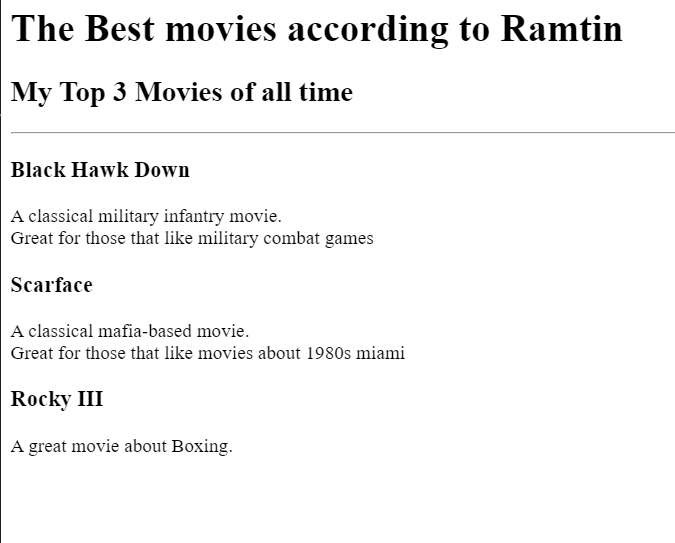 The Best movies according to Ramtin
My Top 3 Movies of all time
Black Hawk Down
A classical military infantry movie.
Great for those that like military combat games
Scarface
A classical mafia-based movie.
Great for those that like movies about 1980s miami
Rocky III
A great movie about Boxing.